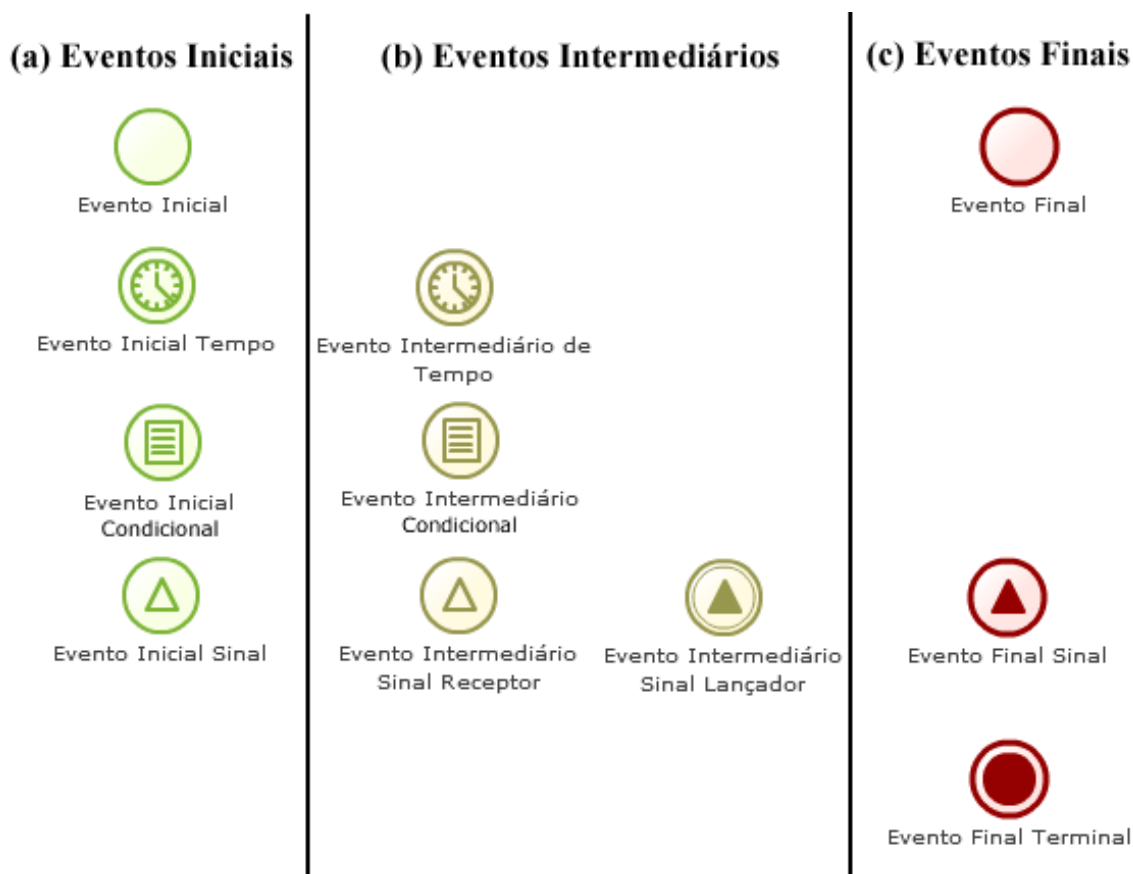 (a) Eventos Iniciais
(b) Eventos Intermediários
(c) Eventos Finais
Evento Inicial
Evento Final
Evento Inicial Tempo
Evento Intermediário de
Tempo
Evento Inicial
Condicional
Evento Intermediário
Condicional
Evento Inicial Sinal
Evento Intermediário
Sinal Receptor
Evento Intermediário
Sinal Lançador
Evento Final Sinal
Evento Final Terminal